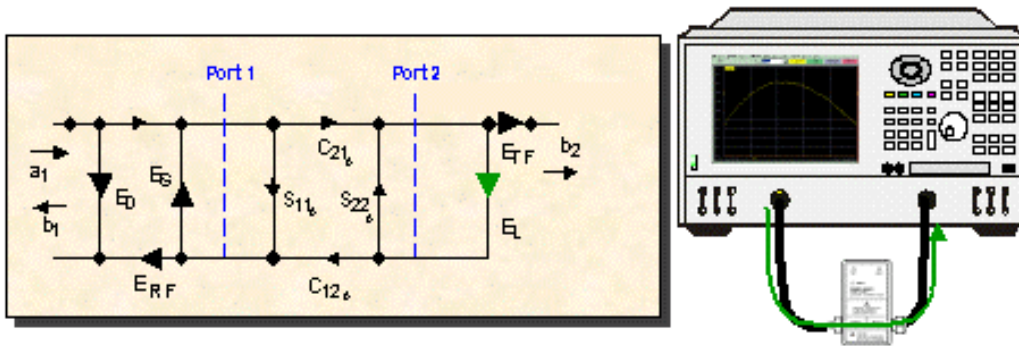 Port 1
Port 2
a1
b1
ED
ES
ERF
S11
C21
S22
C12
ETF
EL
b2